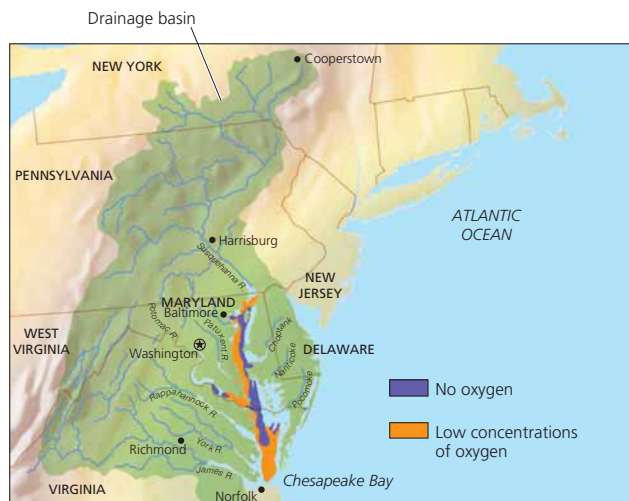 Drainage basin
NEW YORK
Cooperstown
PENNSYLVANIA
ATLANTIC
OCEAN
Harrisburg
Susquehanna R.
NEW
JERSEY
MARYLAND
Baltimore
Potomac R.
Patuxent R.
Choptank
WEST
VIRGINIA
Washington
DELAWARE
Nanticoke
Pocomoke
No oxygen
Rappahannock R.
Low concentrations
of oxygen
Richmond
York R.
James R.
Chesapeake Bay
VIRGINIA
Norfolk